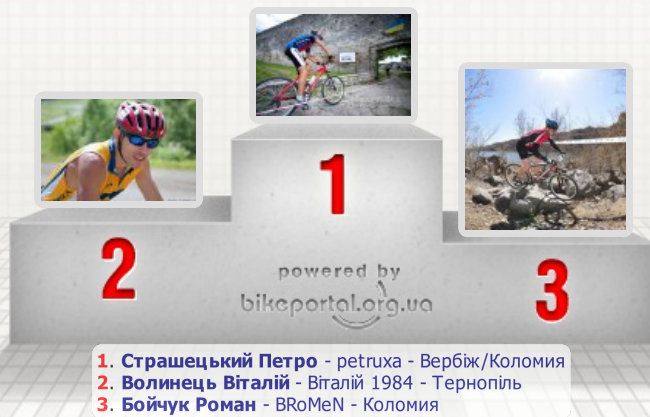 1
2
3
powered by
bikeportal.org.ua
1. Страшецький Петро - petruxa - Вербіж/Коломия
2. Волинець Віталій - Віталій 1984 - Тернопіль
3. Бойчук Роман - BRoMeN - Коломия